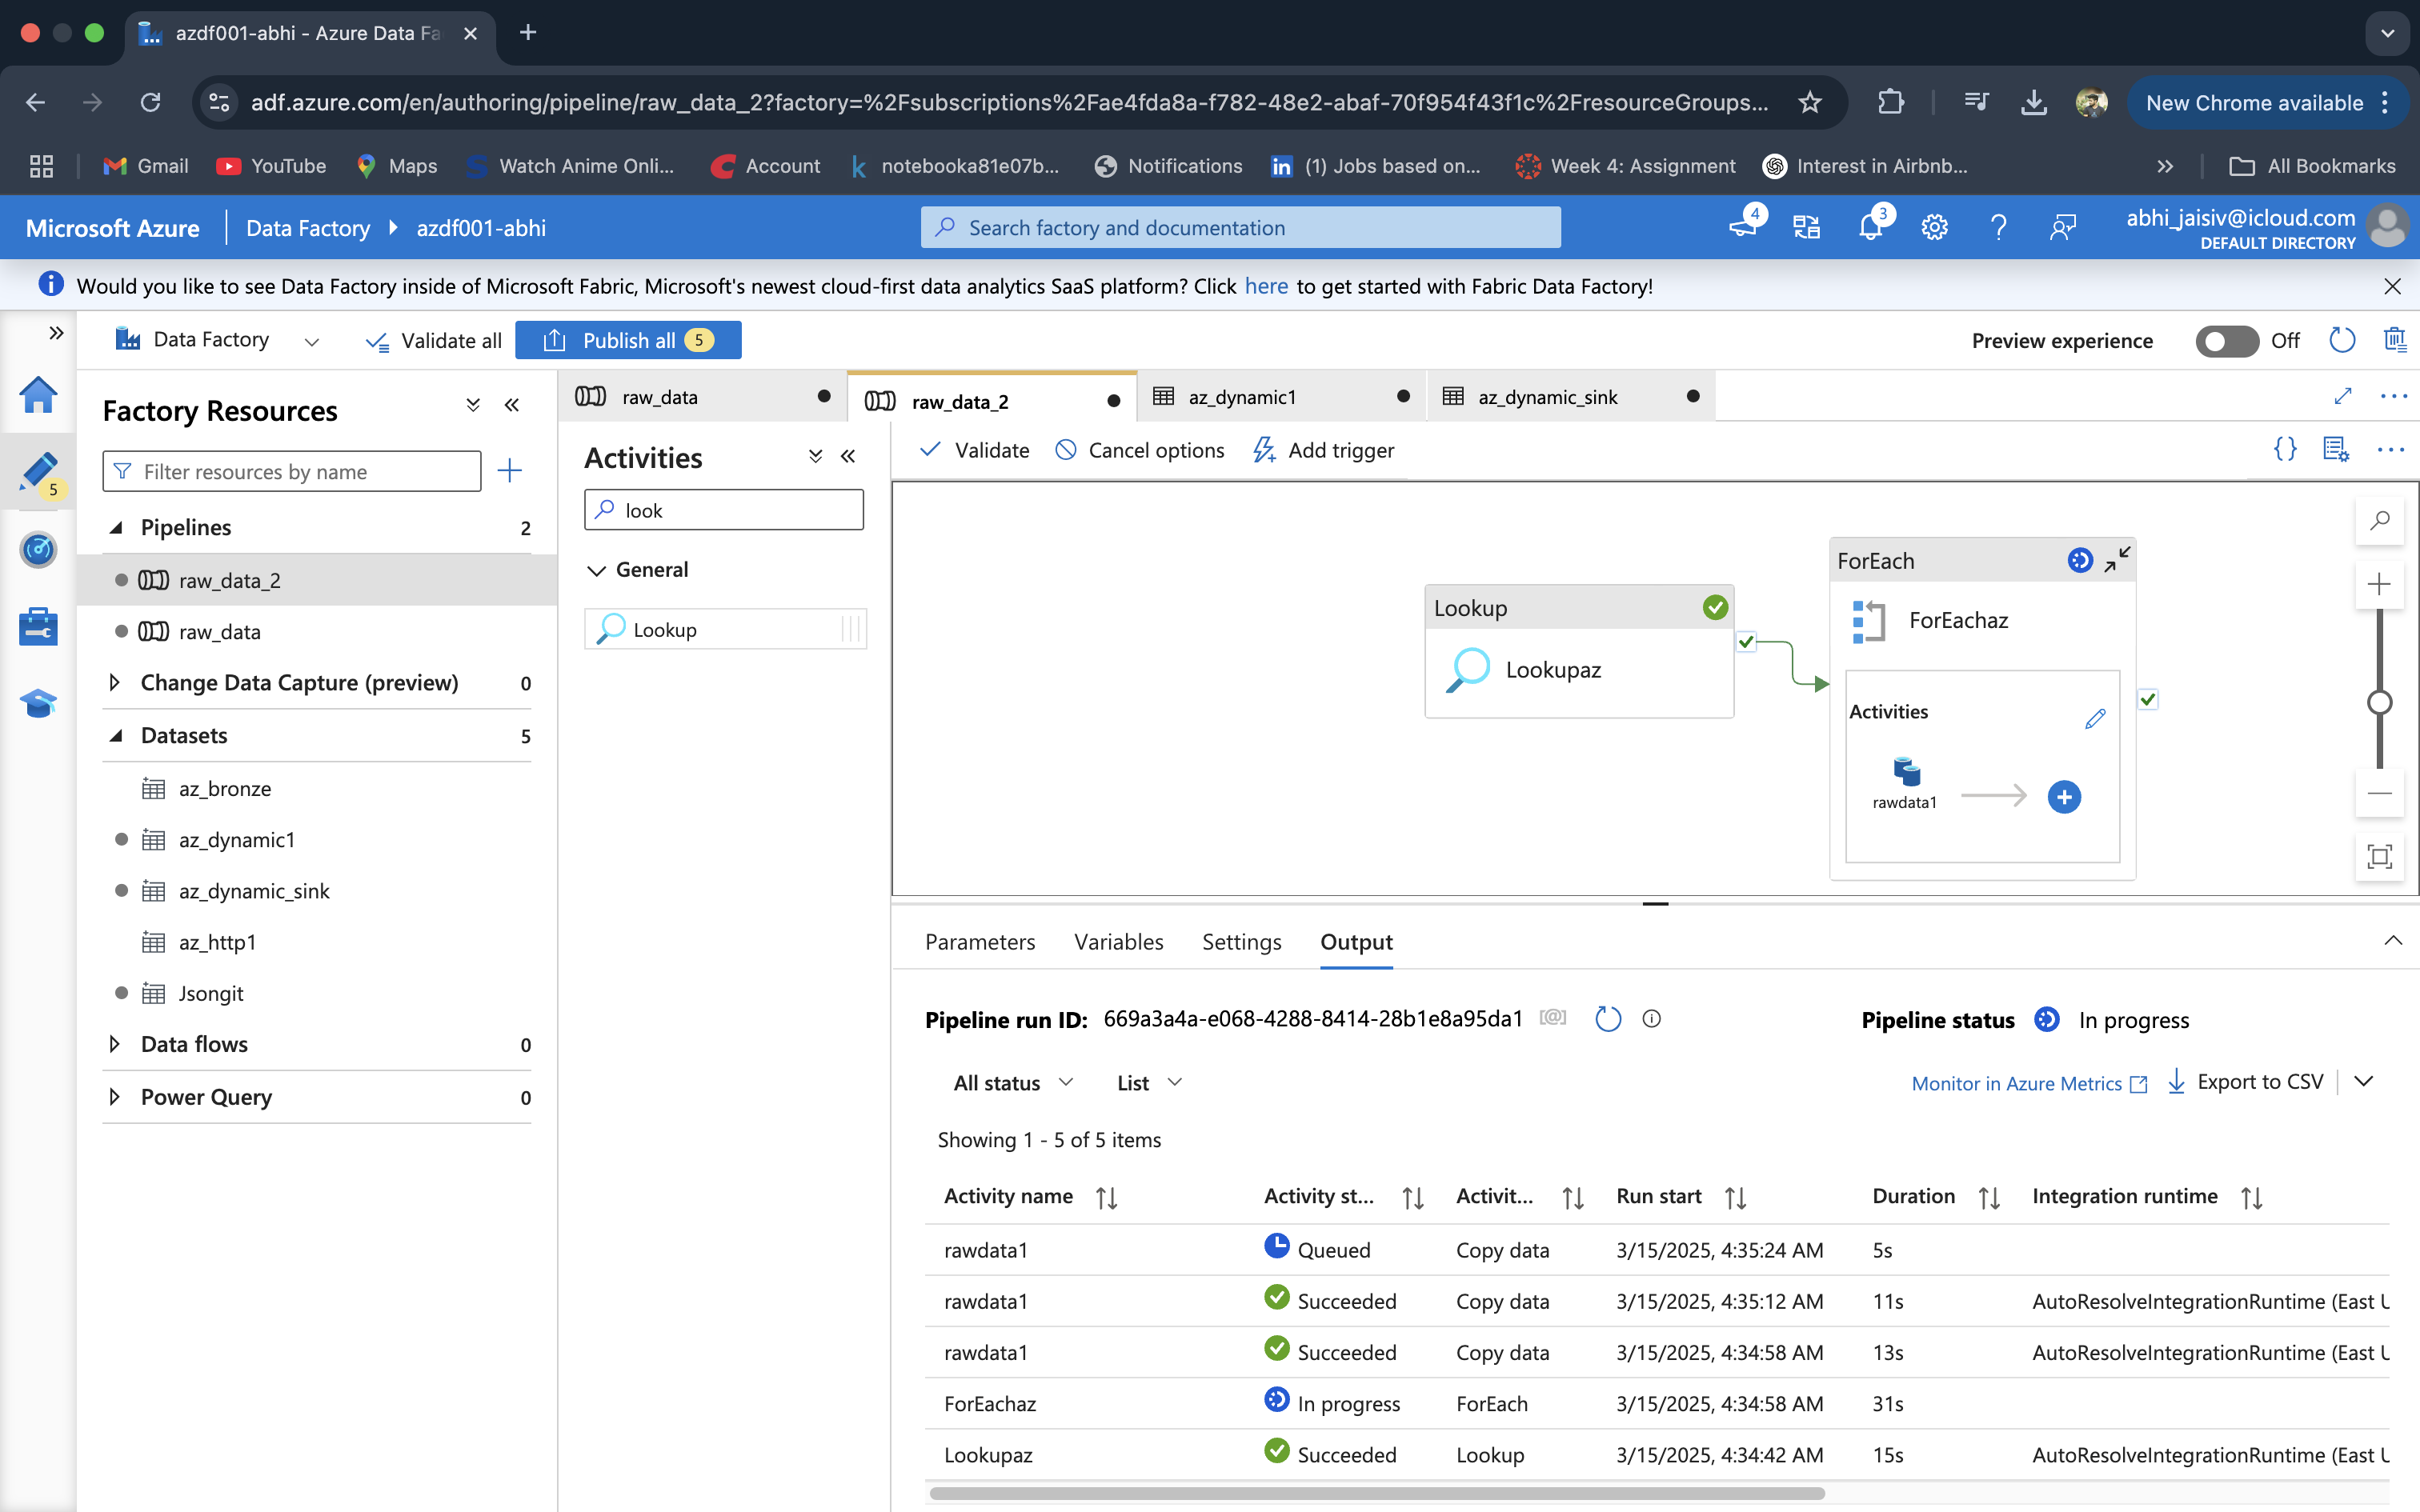 azdf001-abhi - Azure Data Fa
adf.azure.com/en/authoring/pipeline/raw_data_2?factory=%2Fsubscriptions%2Fae4fda8a-f782-48e2-abaf-70f954f43f1c%2FresourceGroups...
New Chrome available
Gmail
YouTube
Maps
Watch Anime Onli...
Account
notebooka81e07b...
Notifications
(1) Jobs based on...
Week 4: Assignment
Interest in Airbnb...
All Bookmarks
Microsoft Azure
Data Factory
azdf001-abhi
Search factory and documentation
4
3
abhi_jaisiv@icloud.com
DEFAULT DIRECTORY
Would you like to see Data Factory inside of Microsoft Fabric, Microsoft's newest cloud-first data analytics SaaS platform? Click here to get started with Fabric Data Factory!
Data Factory
Validate all
Publish all 5
Preview experience
Off
5
Factory Resources
Filter resources by name
Pipelines 2
raw_data_2
raw_data
Change Data Capture (preview) 0
Datasets 5
az_bronze
az_dynamic1
az_dynamic_sink
az_http1
Jsongit
Data flows 0
Power Query 0
raw_data
raw_data_2
az_dynamic1
az_dynamic_sink
Activities
look
General
Lookup
Validate
Cancel options
Add trigger
Lookup
Lookupaz
ForEach
ForEachaz
Activities
rawdata1
Parameters
Variables
Settings
Output
Pipeline run ID: 669a3a4a-e068-4288-8414-28b1e8a95da1
Pipeline status In progress
All status
List
Monitor in Azure Metrics
Export to CSV
Showing 1 - 5 of 5 items
Activity name Activity st... Activit... Run start Duration Integration runtime
rawdata1 Queued Copy data 3/15/2025, 4:35:24 AM 5s
rawdata1 Succeeded Copy data 3/15/2025, 4:35:12 AM 11s AutoResolveIntegrationRuntime (East U
rawdata1 Succeeded Copy data 3/15/2025, 4:34:58 AM 13s AutoResolveIntegrationRuntime (East U
ForEachaz In progress ForEach 3/15/2025, 4:34:58 AM 31s
Lookupaz Succeeded Lookup 3/15/2025, 4:34:42 AM 15s AutoResolveIntegrationRuntime (East U